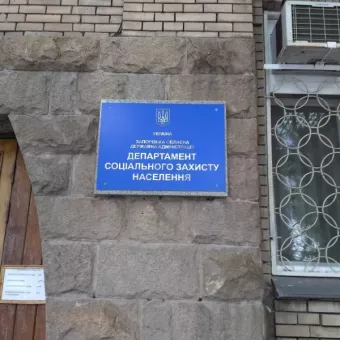 УКРАЇНА
ЗАПОРІЗЬКА ОБЛАСНА
ДЕРЖАВНА АДМІНІСТРАЦІЯ
ДЕПАРТАМЕНТ
СОЦІАЛЬНОГО ЗАХИСТУ
НАСЕЛЕННЯ